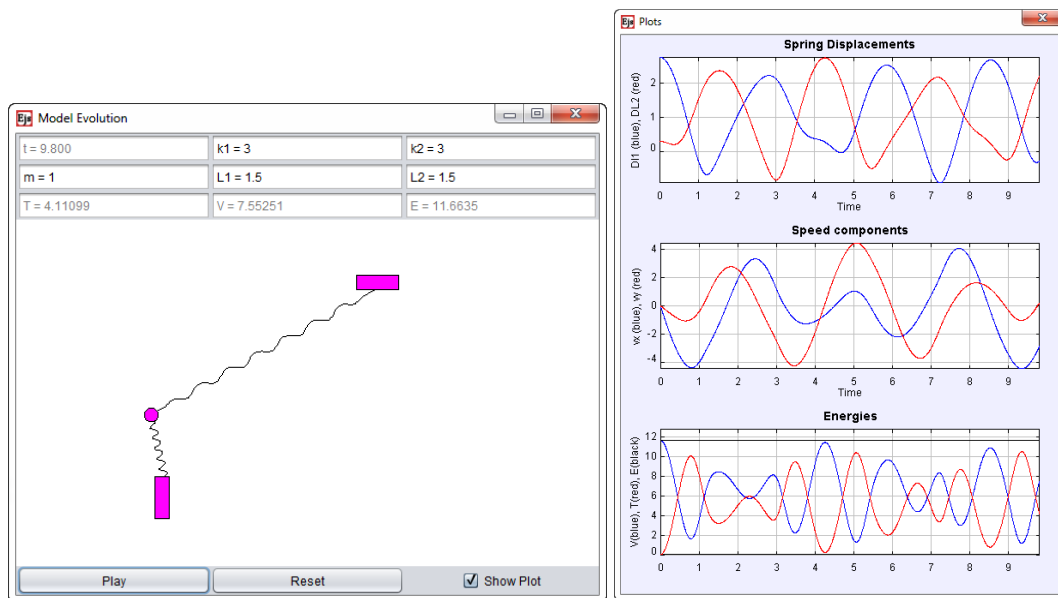 Model Evolution
t = 9.800 k1 = 3 k2 = 3
m = 1 L1 = 1.5 L2 = 1.5
T = 4.11099 V = 7.55251 E = 11.6635
Play Reset Show Plot
Plots
Spring Displacements
Dl1 (blue), DL2 (red)
2
1
0
0 1 2 3 4 5 6 7 8 9
Time
Speed components
vx (blue), vy (red)
4
2
0
-2
-4
0 1 2 3 4 5 6 7 8 9
Time
Energies
V(blue), T(red), E(black)
12
10
8
6
4
2
0
0 1 2 3 4 5 6 7 8 9